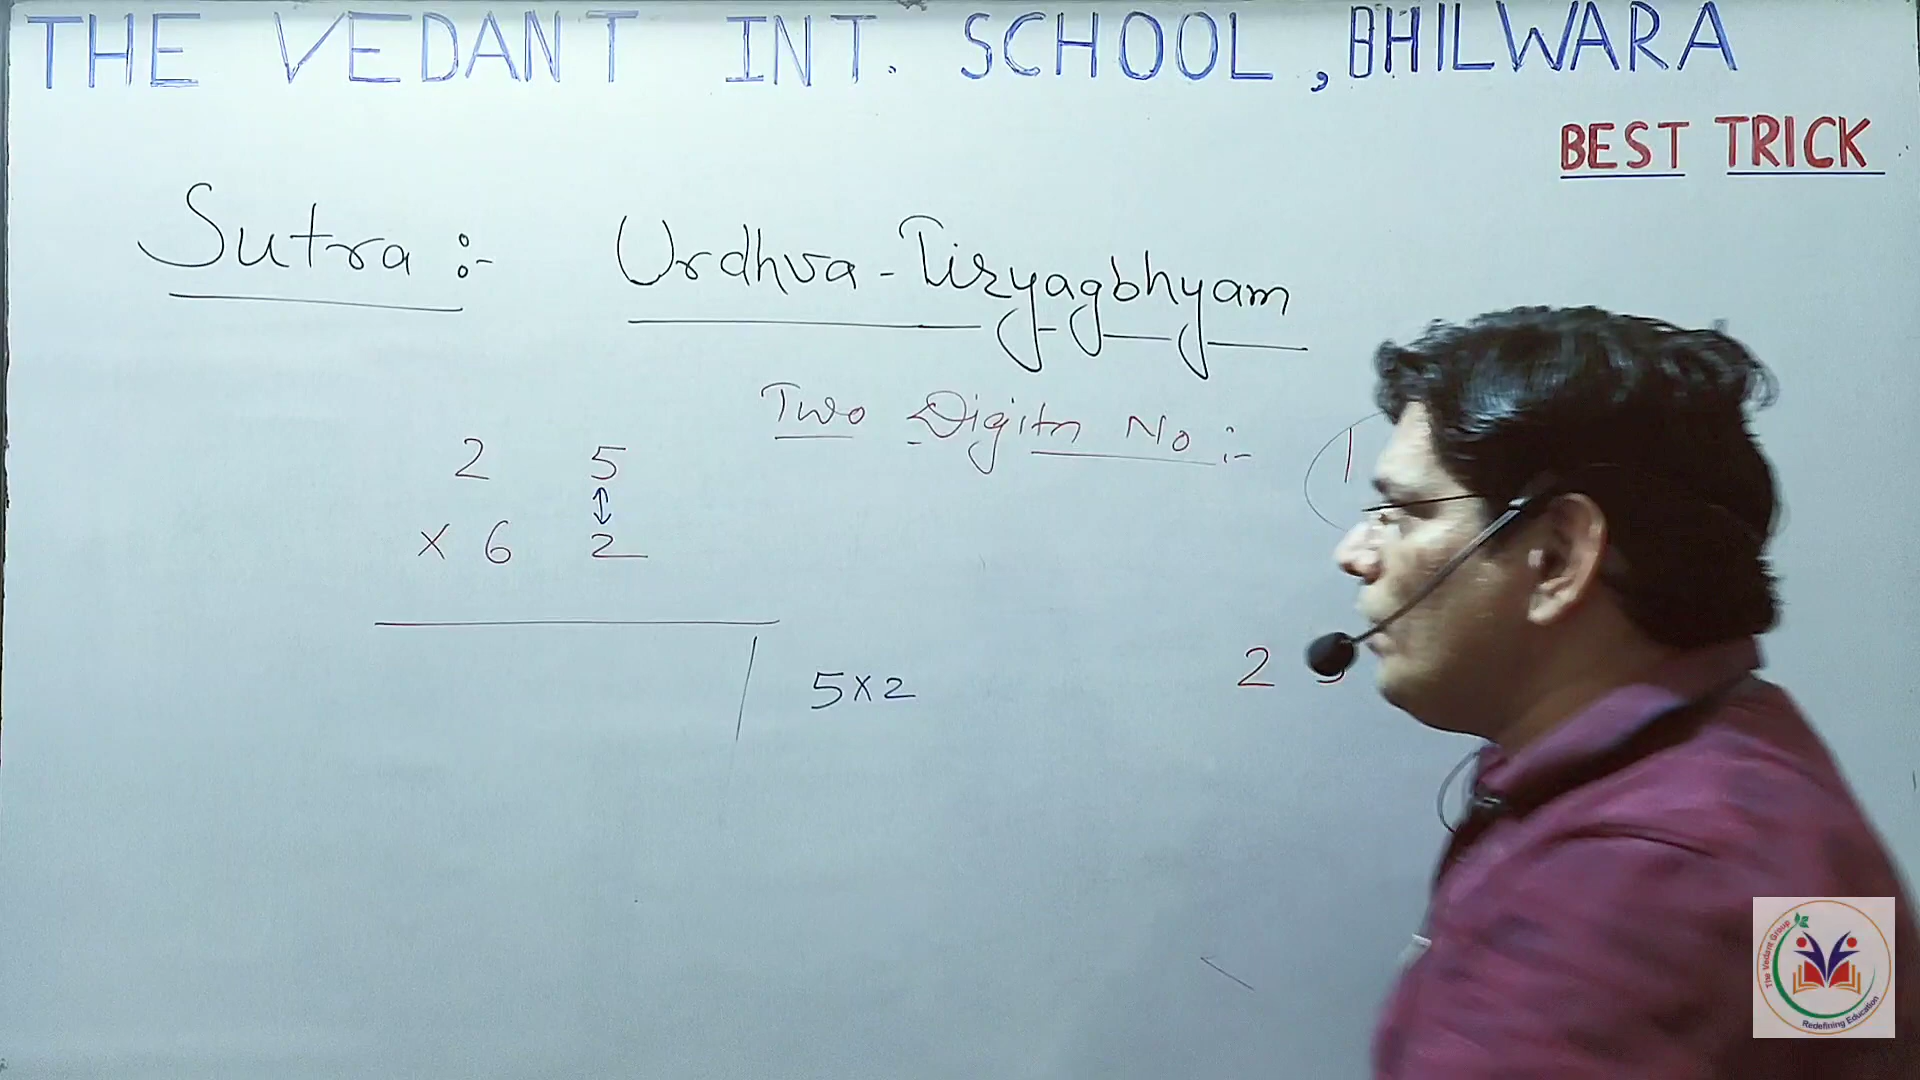 THE VEDANT INT. SCHOOL, BHILWARA
BEST TRICK
Sutra :- Urdhva-Tiryagbhyam
Two Digits No :-
2 5
× 6 2
5×2
2
The Vedant Group
Redefining Education